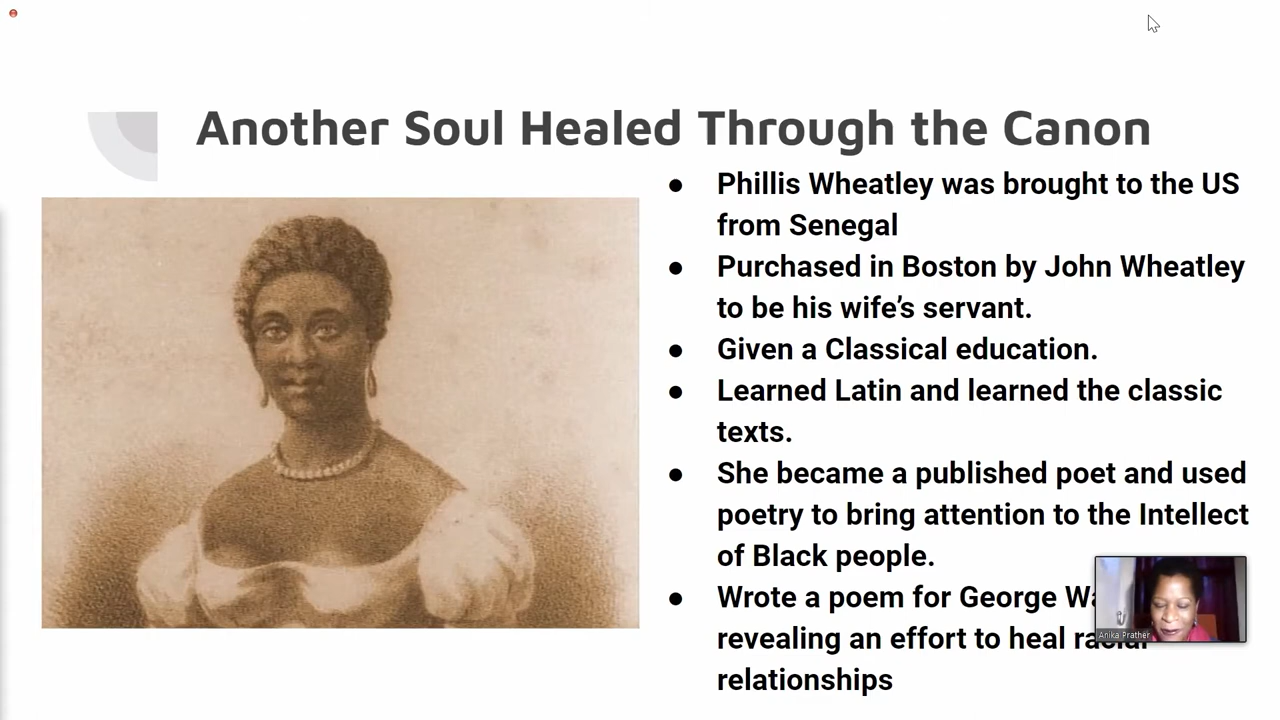 Another Soul Healed Through the Canon
● Phillis Wheatley was brought to the US
from Senegal
● Purchased in Boston by John Wheatley
to be his wife’s servant.
● Given a Classical education.
● Learned Latin and learned the classic
texts.
● She became a published poet and used
poetry to bring attention to the Intellect
of Black people.
● Wrote a poem for George
revealing an effort to heal racial
relationships
Anika Prather